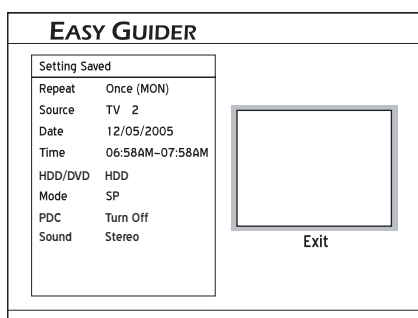 EASY GUIDER
Setting Saved
Repeat Once (MON)
Source TV 2
Date 12/05/2005
Time 06:58AM~07:58AM
HDD/DVD HDD
Mode SP
PDC Turn Off
Sound Stereo
Exit